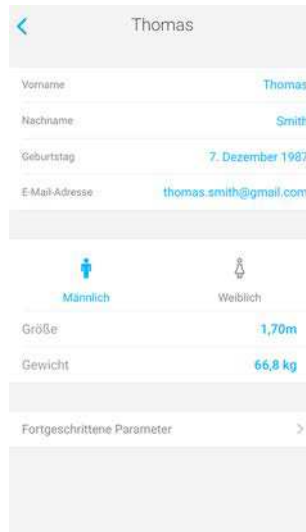 Thomas
Vorname Thomas
Nachname Smith
Geburtstag 7. Dezember 1987
E-Mail-Adresse thomas.smith@gmail.com
Männlich Weiblich
Größe 1,70m
Gewicht 66,8 kg
Fortgeschrittene Parameter